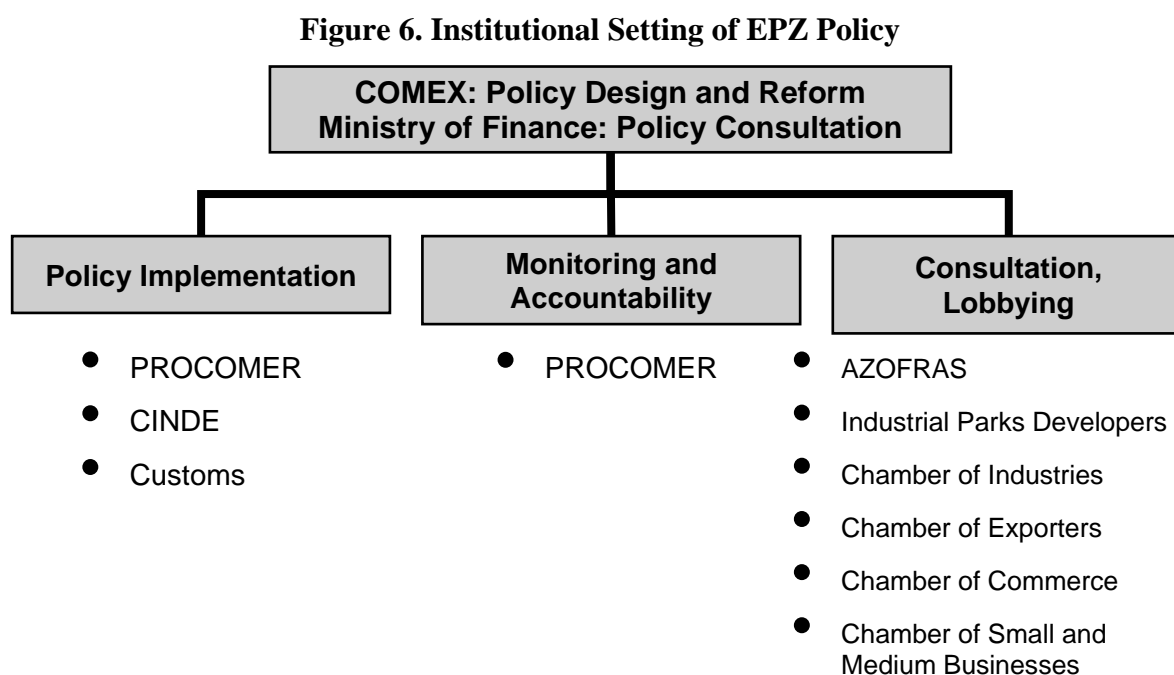 Figure 6. Institutional Setting of EPZ Policy
COMEX: Policy Design and Reform
Ministry of Finance: Policy Consultation
Policy Implementation
● PROCOMER
● CINDE
● Customs
Monitoring and
Accountability
● PROCOMER
Consultation,
Lobbying
● AZOFRAS
● Industrial Parks Developers
● Chamber of Industries
● Chamber of Exporters
● Chamber of Commerce
● Chamber of Small and
Medium Businesses